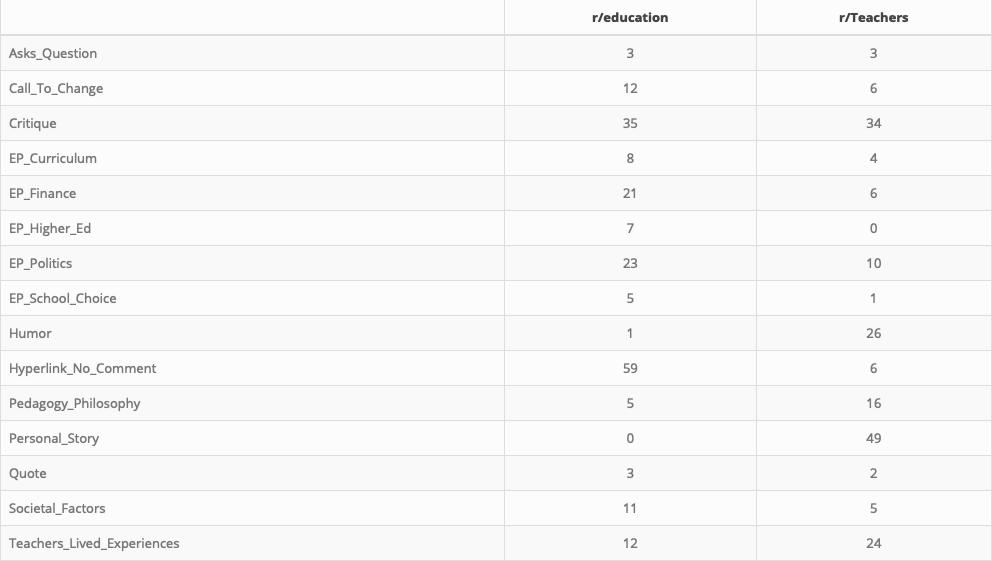 r/education r/Teachers
Asks_Question 3 3
Call_To_Change 12 6
Critique 35 34
EP_Curriculum 8 4
EP_Finance 21 6
EP_Higher_Ed 7 0
EP_Politics 23 10
EP_School_Choice 5 1
Humor 1 26
Hyperlink_No_Comment 59 6
Pedagogy_Philosophy 5 16
Personal_Story 0 49
Quote 3 2
Societal_Factors 11 5
Teachers_Lived_Experiences 12 24